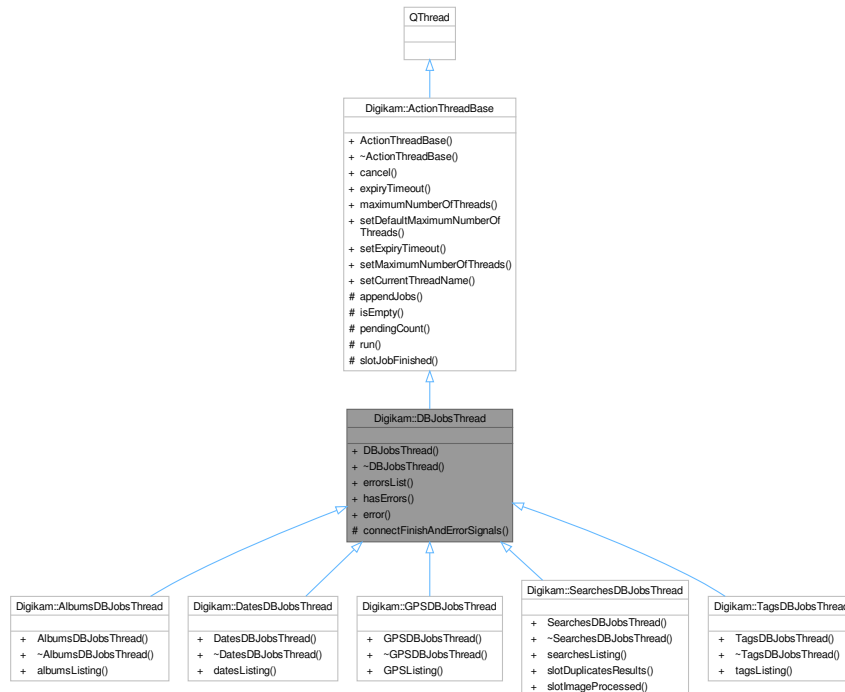 QThread
Digikam::ActionThreadBase
+ ActionThreadBase()
+ ~ActionThreadBase()
+ cancel()
+ expiryTimeout()
+ maximumNumberOfThreads()
+ setDefaultMaximumNumberOf
Threads()
+ setExpiryTimeout()
+ setMaximumNumberOfThreads()
+ setCurrentThreadName()
# appendJobs()
# isEmpty()
# pendingCount()
# run()
# slotJobFinished()
Digikam::DBJobsThread
+ DBJobsThread()
+ ~DBJobsThread()
+ errorsList()
+ hasErrors()
+ error()
# connectFinishAndErrorSignals()
Digikam::AlbumsDBJobsThread
+ AlbumsDBJobsThread()
+ ~AlbumsDBJobsThread()
+ albumsListing()
Digikam::DatesDBJobsThread
+ DatesDBJobsThread()
+ ~DatesDBJobsThread()
+ datesListing()
Digikam::GPSDBJobsThread
+ GPSDBJobsThread()
+ ~GPSDBJobsThread()
+ GPSListing()
Digikam::SearchesDBJobsThread
+ SearchesDBJobsThread()
+ ~SearchesDBJobsThread()
+ searchesListing()
+ slotDuplicatesResults()
+ slotImageProcessed()
Digikam::TagsDBJobsThread
+ TagsDBJobsThread()
+ ~TagsDBJobsThread()
+ tagsListing()